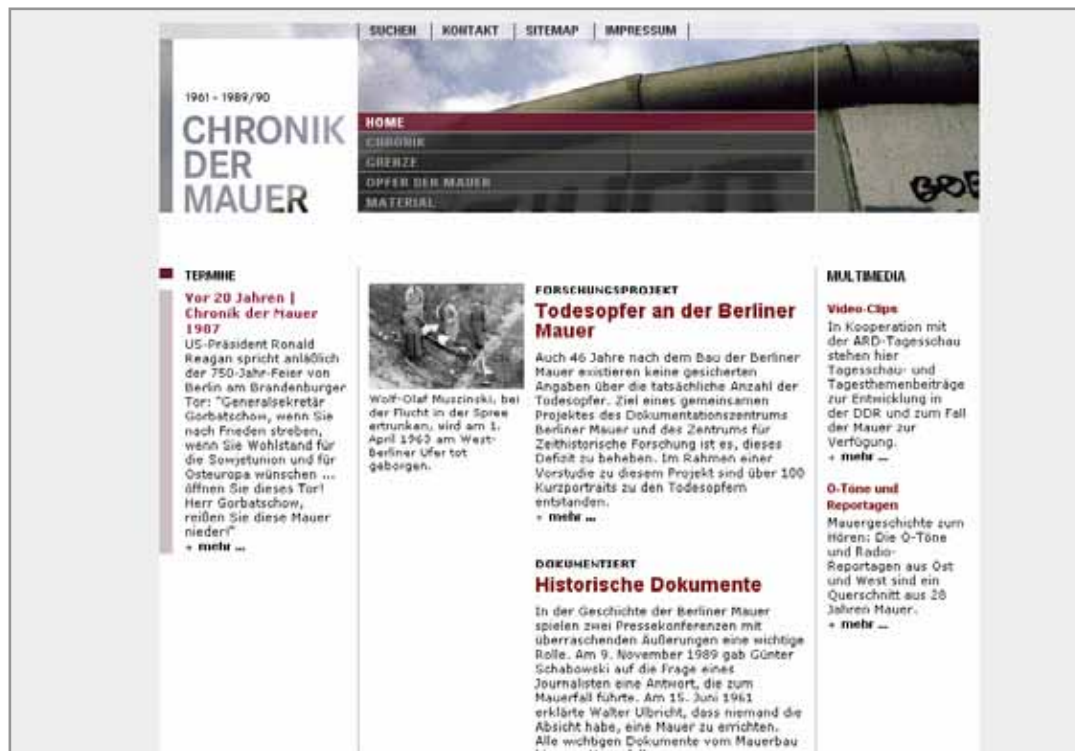 SUCHEN | KONTAKT | SITEMAP | IMPRESSUM |
1961 - 1989/90
CHRONIK
DER
MAUER
HOME
CHRONIK
GRENZE
OPFER DER MAUER
MATERIAL
TERMINE
Vor 20 Jahren |
Chronik der Mauer
1987
US-Präsident Ronald
Reagan spricht anläßlich
der 750-Jahr-Feier von
Berlin am Brandenburger
Tor: "Generalsekretär
Gorbatschow, wenn Sie
nach Frieden streben,
wenn Sie Wohlstand für
die Sowjetunion und für
Osteuropa wünschen ...
öffnen Sie dieses Tor!
Herr Gorbatschow,
reißen Sie diese Mauer
nieder!"
+ mehr ...
Wolf-Olaf Muszinski, bei
der Flucht in der Spree
ertrunken, wird am 1.
April 1963 am West-
Berliner Ufer tot
geborgen.
FORSCHUNGSPROJEKT
Todesopfer an der Berliner
Mauer
Auch 46 Jahre nach dem Bau der Berliner
Mauer existieren keine gesicherten
Angaben über die tatsächliche Anzahl der
Todesopfer. Ziel eines gemeinsamen
Projektes des Dokumentationszentrums
Berliner Mauer und des Zentrums für
Zeithistorische Forschung ist es, dieses
Defizit zu beheben. Im Rahmen einer
Vorstudie zu diesem Projekt sind über 100
Kurzportraits zu den Todesopfern
entstanden.
+ mehr ...
DOKUMENTIERT
Historische Dokumente
In der Geschichte der Berliner Mauer
spielen zwei Pressekonferenzen mit
überraschenden Äußerungen eine wichtige
Rolle. Am 9. November 1989 gab Günter
Schabowski auf die Frage eines
Journalisten eine Antwort, die zum
Mauerfall führte. Am 15. Juni 1961
erklärte Walter Ulbricht, dass niemand die
Absicht habe, eine Mauer zu errichten.
Alle wichtigen Dokumente vom Mauerbau
MULTIMEDIA
Video-Clips
In Kooperation mit
der ARD-Tagesschau
stehen hier
Tagesschau- und
Tagesthemenbeiträge
zur Entwicklung in
der DDR und zum Fall
der Mauer zur
Verfügung.
+ mehr ...
O-Töne und
Reportagen
Mauergeschichte zum
Hören: Die O-Töne
und Radio-
Reportagen aus Ost
und West sind ein
Querschnitt aus 28
Jahren Mauer.
+ mehr ...